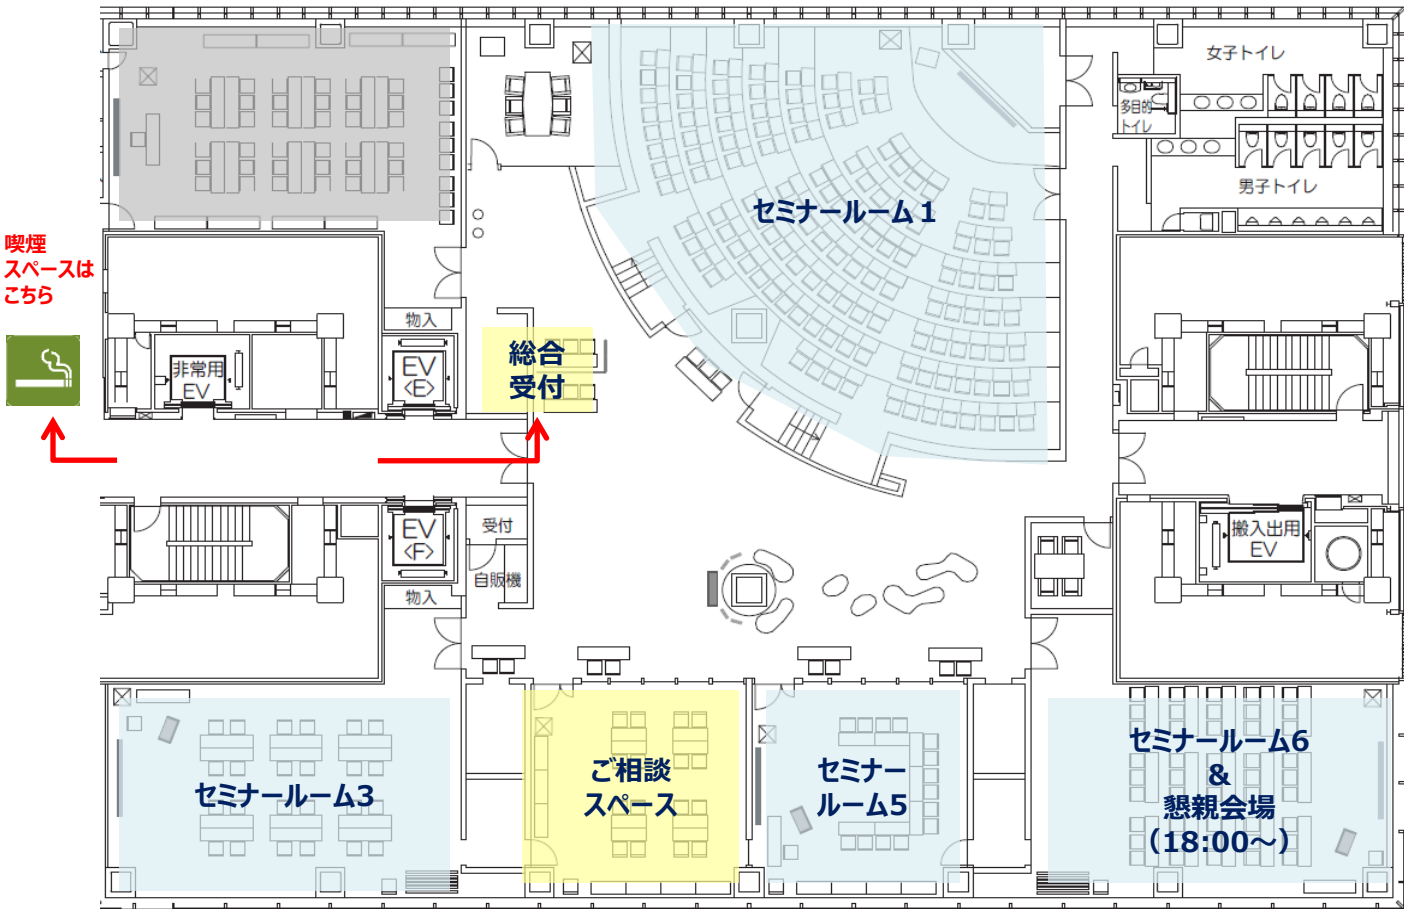 女子トイレ
多目的
トイレ
男子トイレ
セミナールーム１
喫煙
スペースは
こちら
物入
非常用
EV
EV
<E>
総合
受付
EV
<F>
受付
自販機
物入
搬入出用
EV
セミナールーム3
ご相談
スペース
セミナー
ルーム5
セミナールーム6
&
懇親会場
（18:00～）